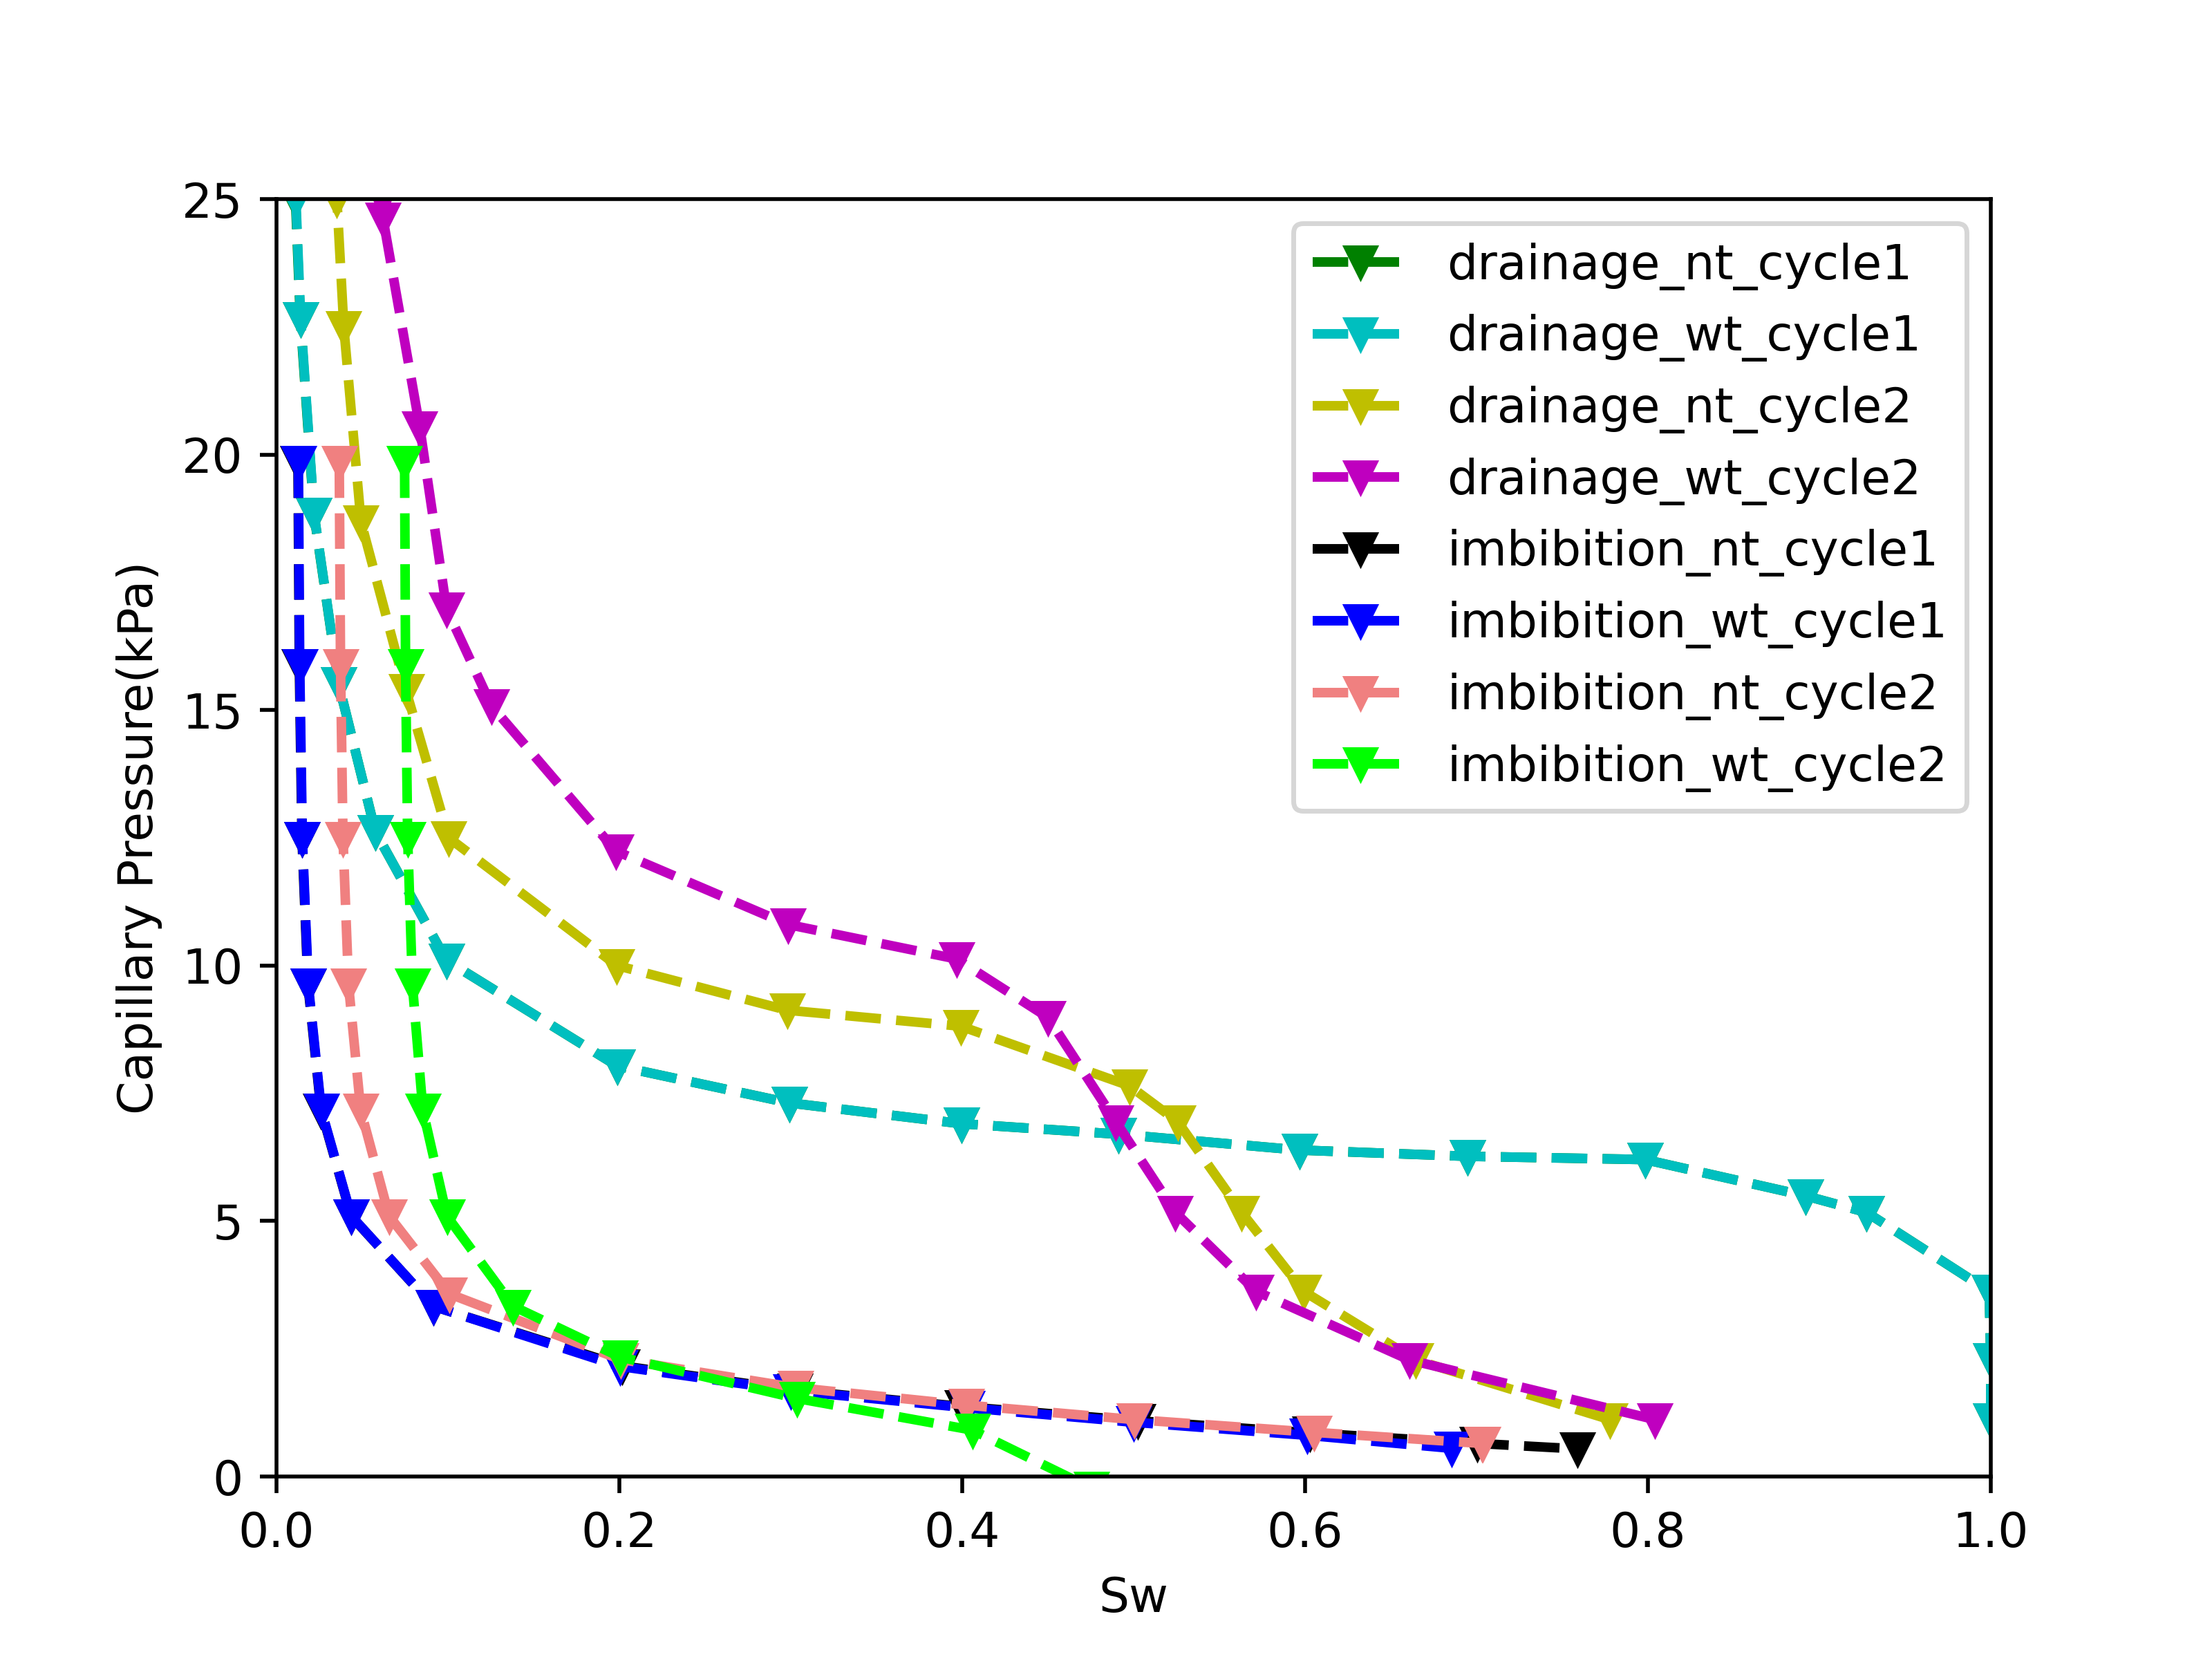 25
20
15
10
5
0
Capillary Pressure(kPa)
drainage_nt_cycle1
drainage_wt_cycle1
drainage_nt_cycle2
drainage_wt_cycle2
imbibition_nt_cycle1
imbibition_wt_cycle1
imbibition_nt_cycle2
imbibition_wt_cycle2
0.0 0.2 0.4 0.6 0.8 1.0
Sw